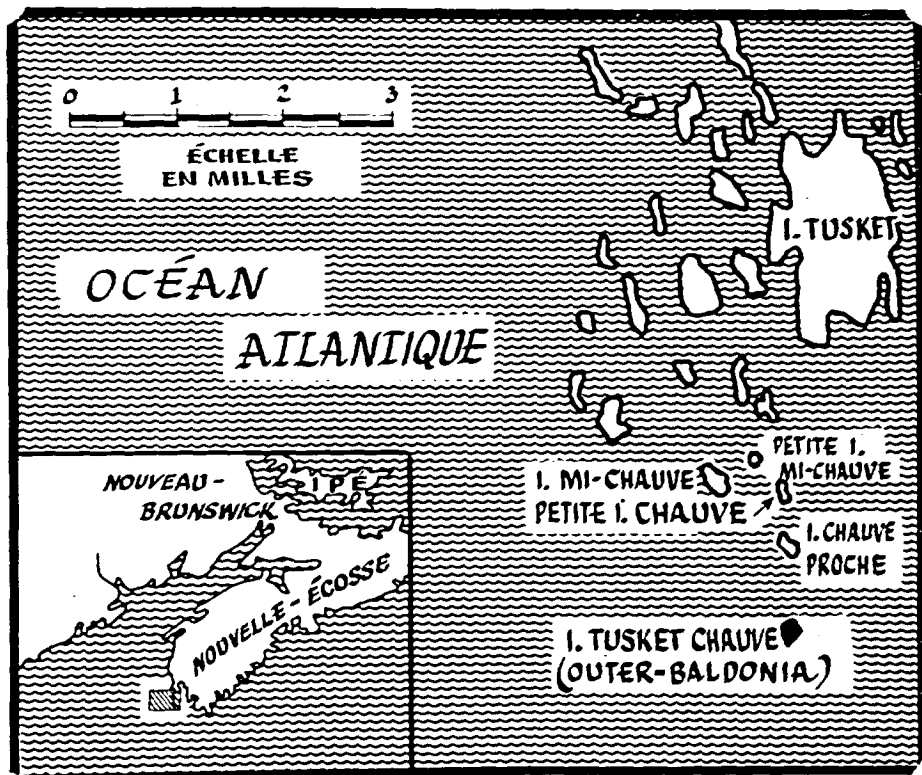 0 1 2 3
ÉCHELLE
EN MILLES
I. TUSKET
OCÉAN
ATLANTIQUE
PETITE I.
MI-CHAUVE
I. MI-CHAUVE
PETITE I. CHAUVE
I. CHAUVE
PROCHE
I. TUSKET CHAUVE
(OUTER-BALDONIA)
NOUVEAU-
BRUNSWICK
I P É
NOUVELLE-ÉCOSSE